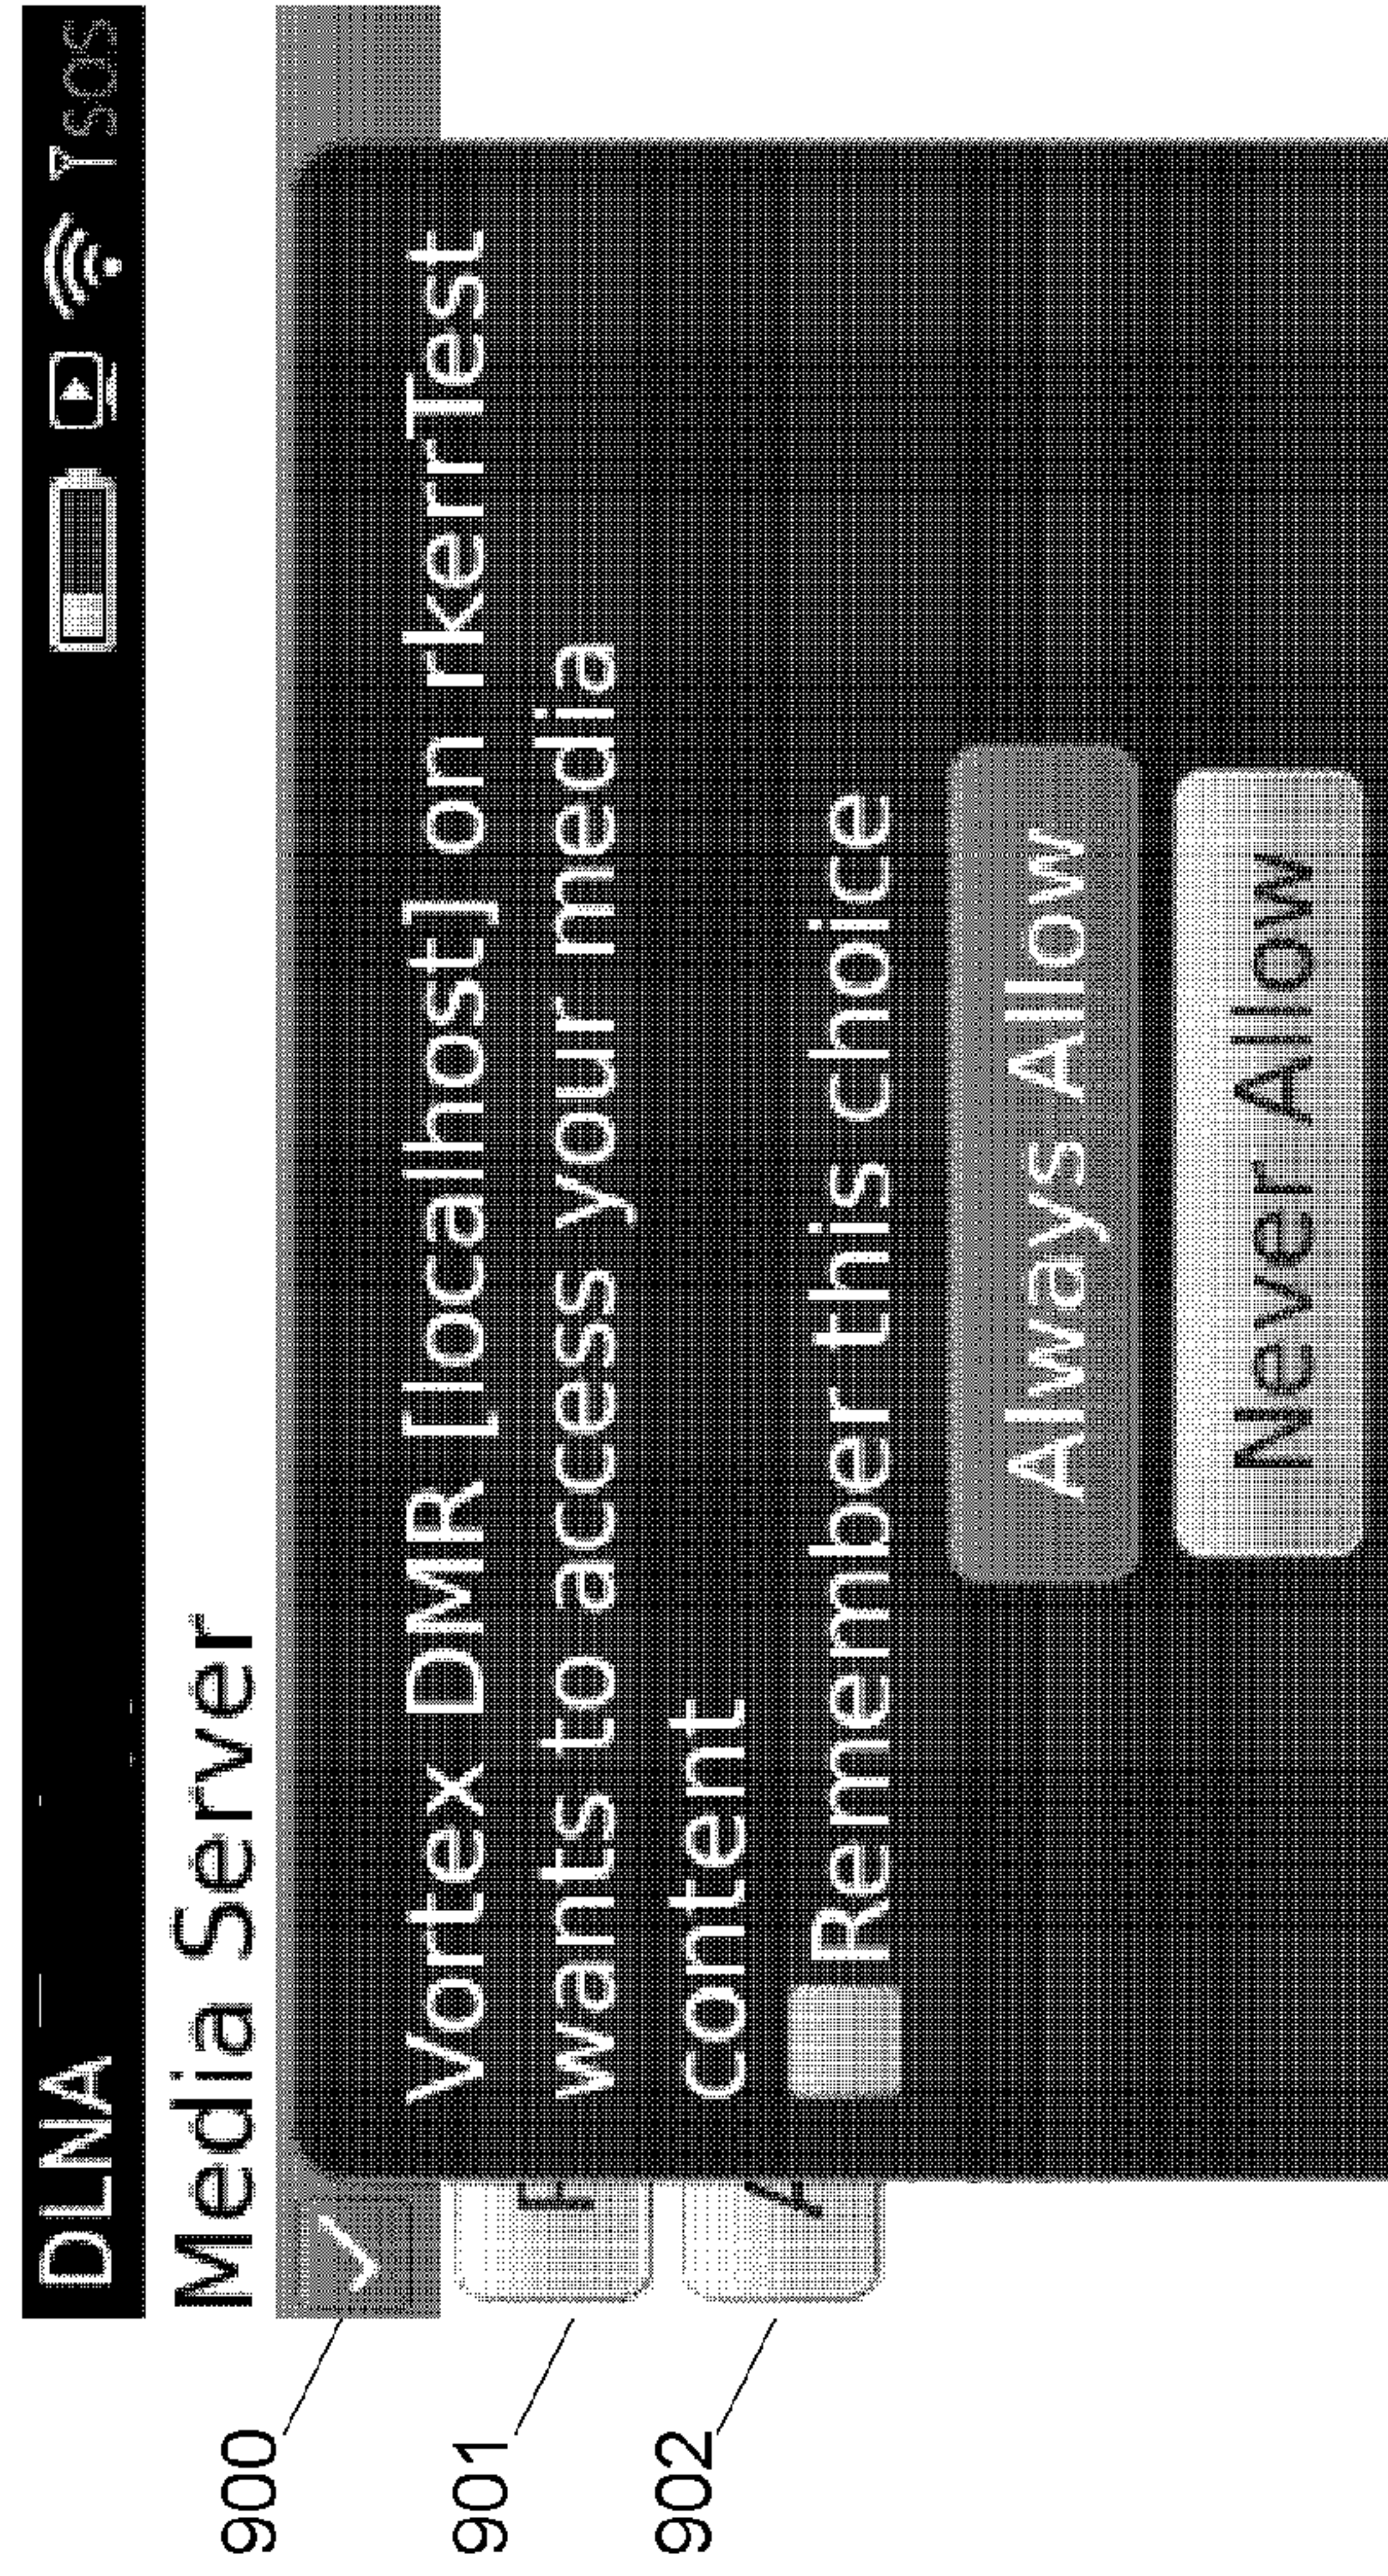 DLNA SOS
Media Server
Vortex DMR [localhost] on rkerrTest
wants to access your media
content
Remember this choice
Always Allow
Never Allow
900
901
902